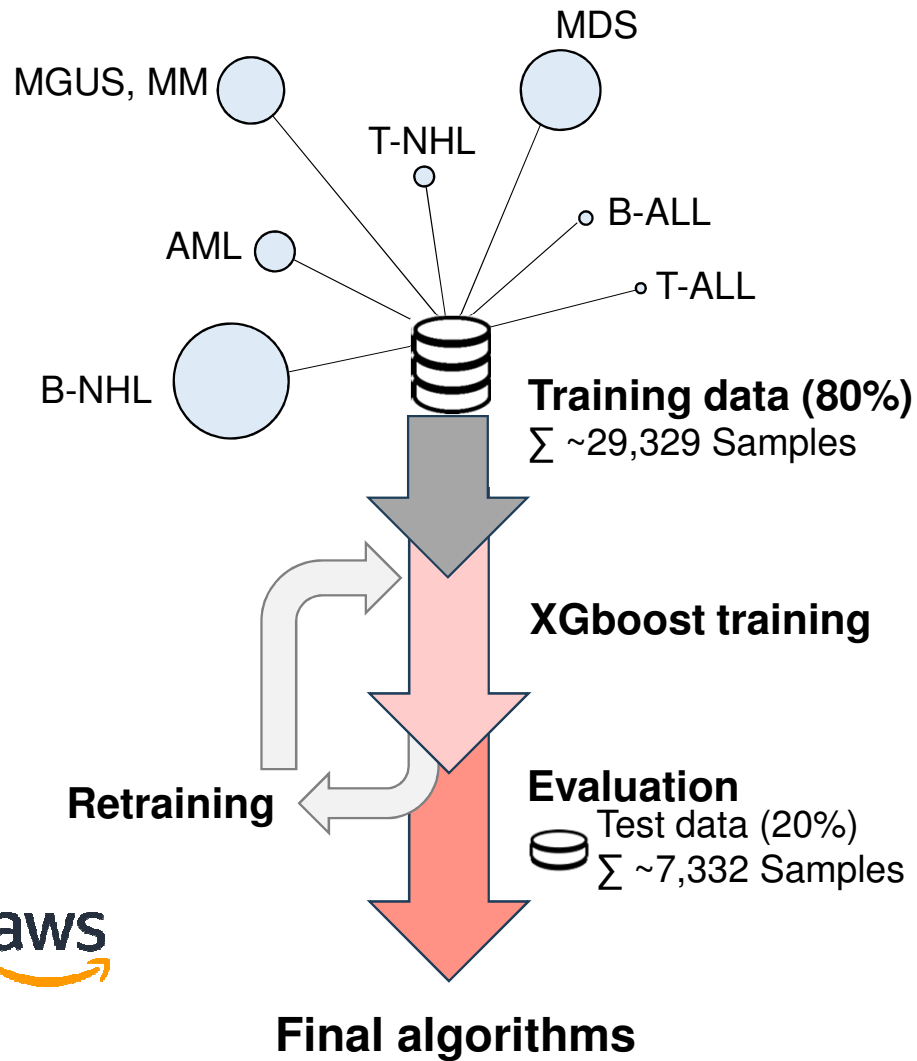 MDS
MGUS, MM
T-NHL
B-ALL
AML
T-ALL
B-NHL
Training data (80%)
∑ ~29,329 Samples
XGboost training
Retraining
Evaluation
Test data (20%)
∑ ~7,332 Samples
aws
Final algorithms